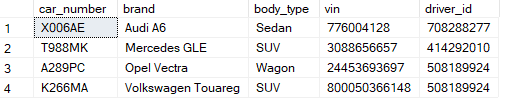 car_number brand body_type vin driver_id
1 X006AE Audi A6 Sedan 776004128 708288277
2 T988MK Mercedes GLE SUV 3088656657 414292010
3 A289PC Opel Vectra Wagon 24453693697 508189924
4 K266MA Volkswagen Touareg SUV 800050366148 508189924